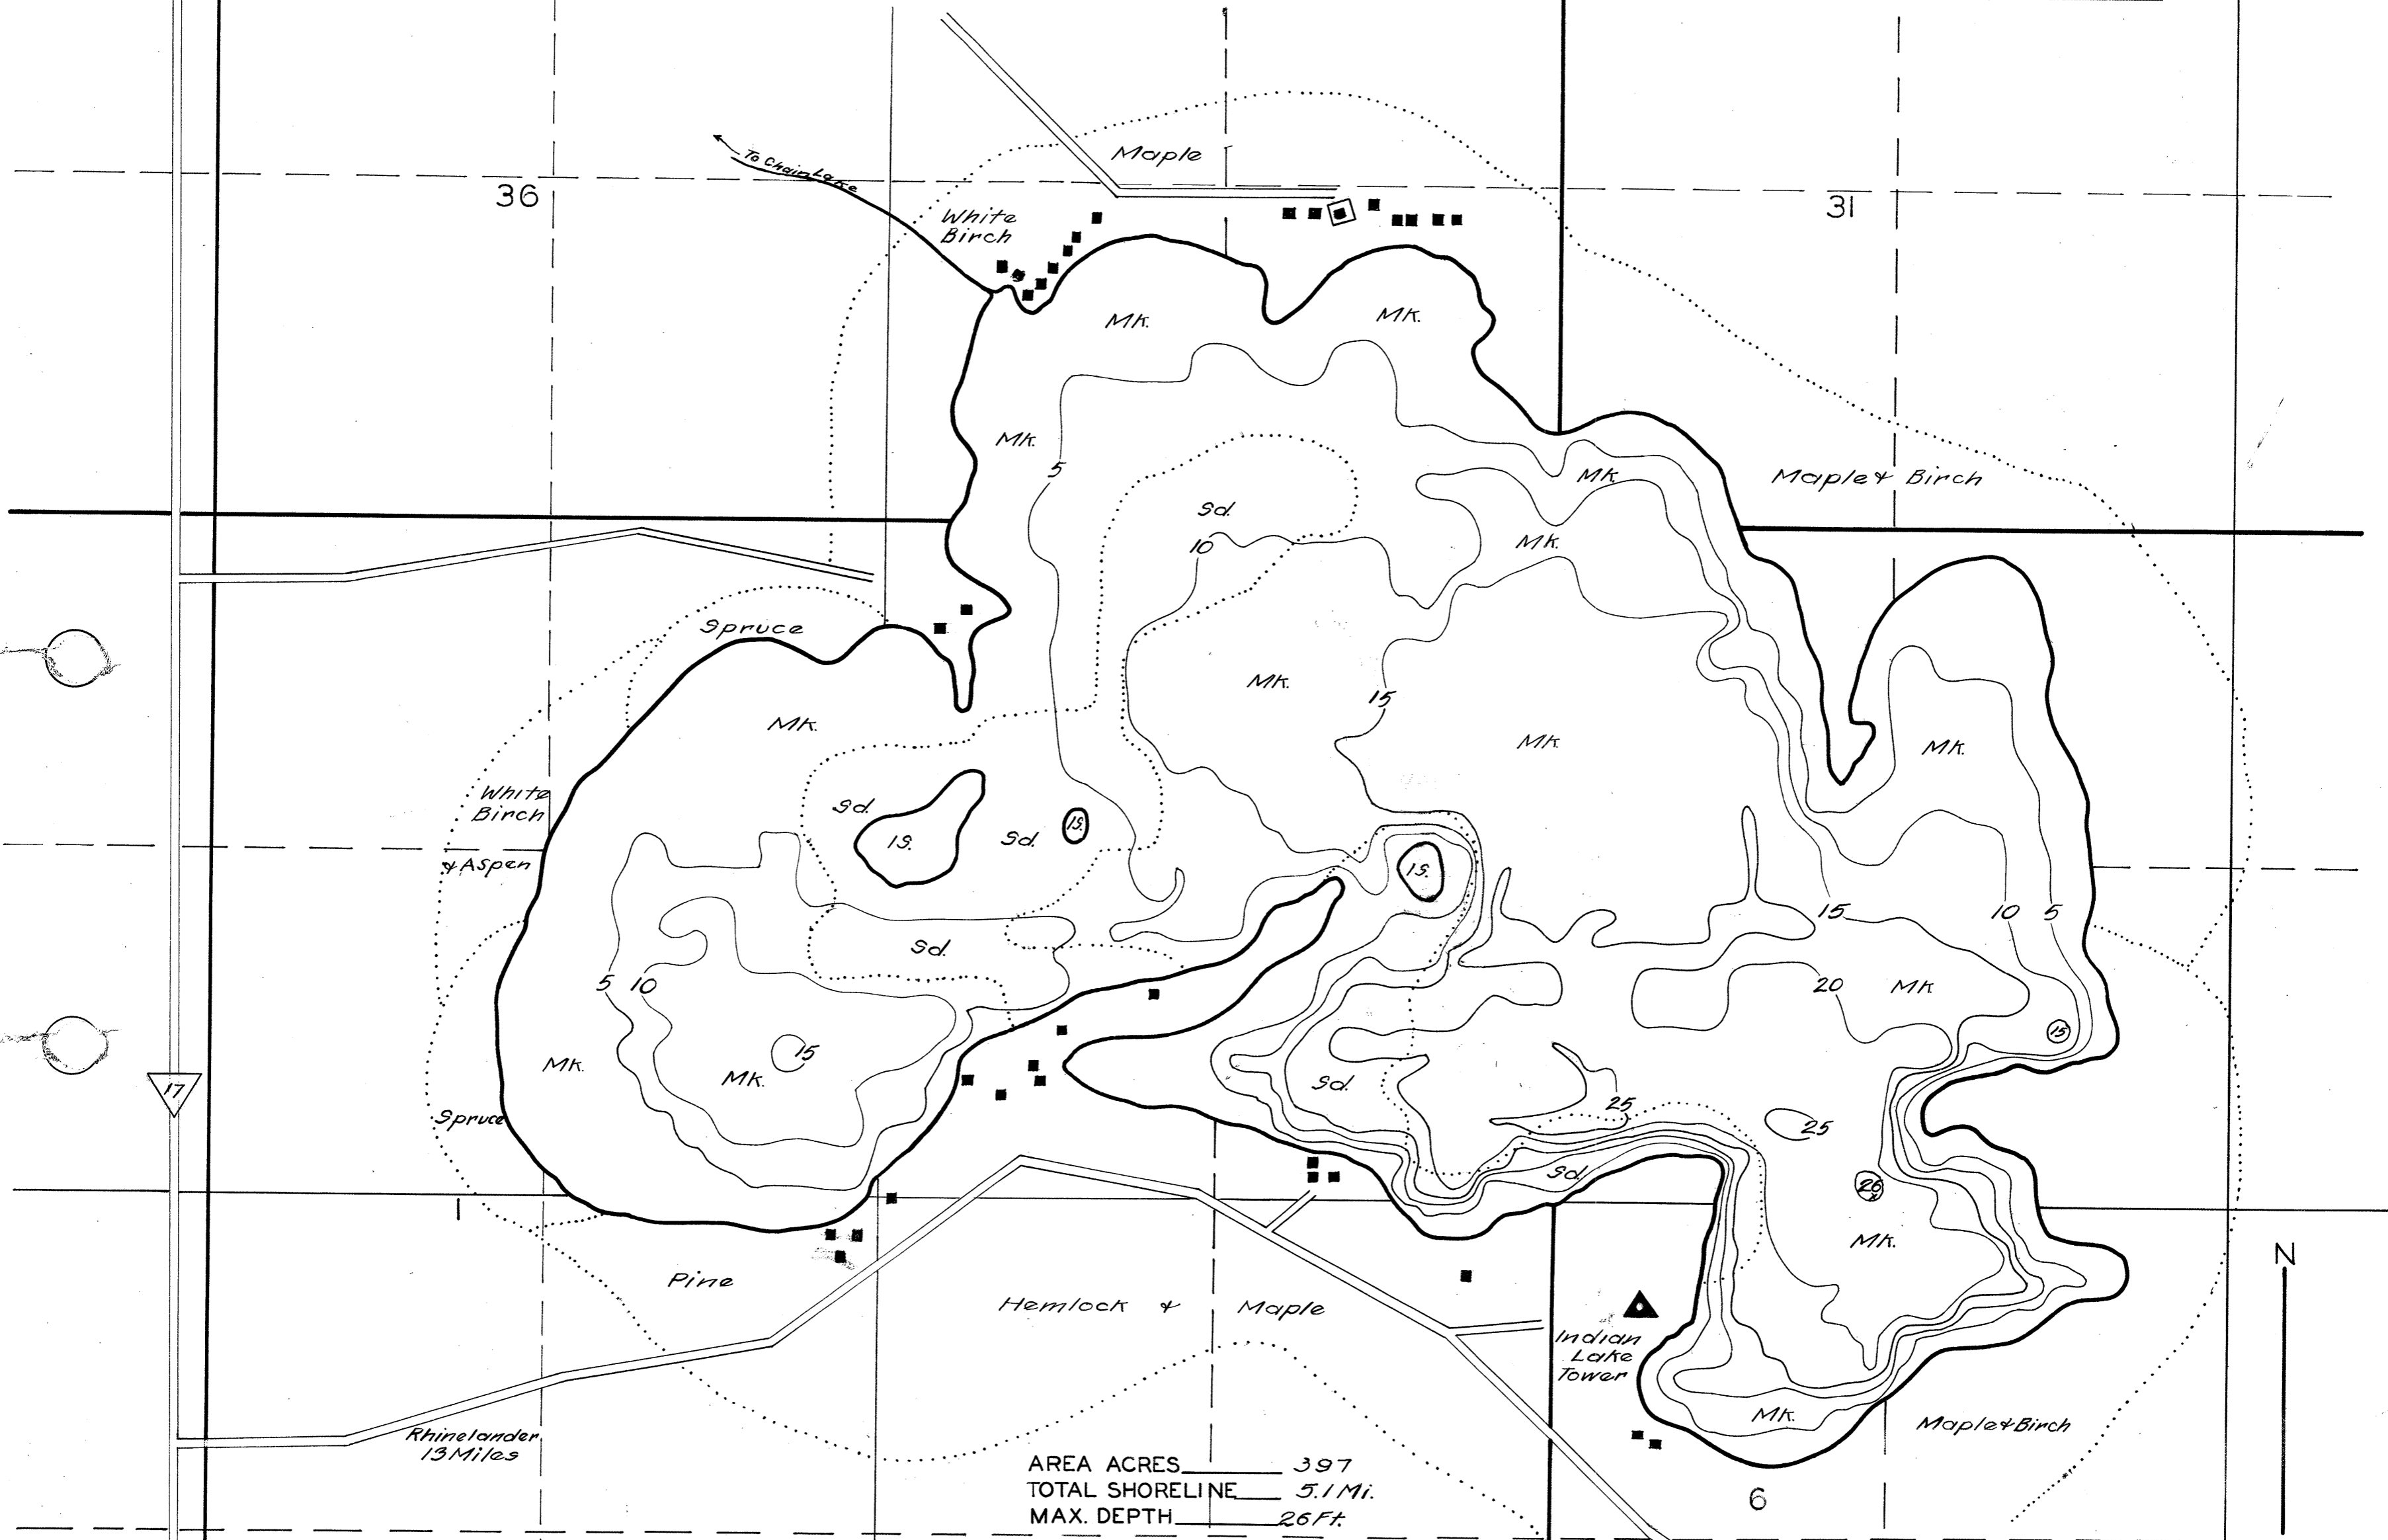 Maple
To Chain Lake
36
31
White
Birch
Mk.
Mk.
Mk.
5
Mk.
Maple & Birch
Sd.
10
Mk.
Spruce
Mk.
15
Mk.
Mk.
Mk.
White
Birch
& Aspen
Sd.
IS.
Sd.
IS.
IS.
15
10
5
Sd.
5
10
20
Mk
15
15
Mk.
Mk.
Sd.
17
Spruce
25
25
Sd.
26
1
Mk.
N
Pine
Hemlock & Maple
Indian
Lake
Tower
Mk.
Maple & Birch
Rhinelander
13 Miles
AREA ACRES 397
TOTAL SHORELINE 5.1 Mi.
MAX. DEPTH 26 Ft.
6